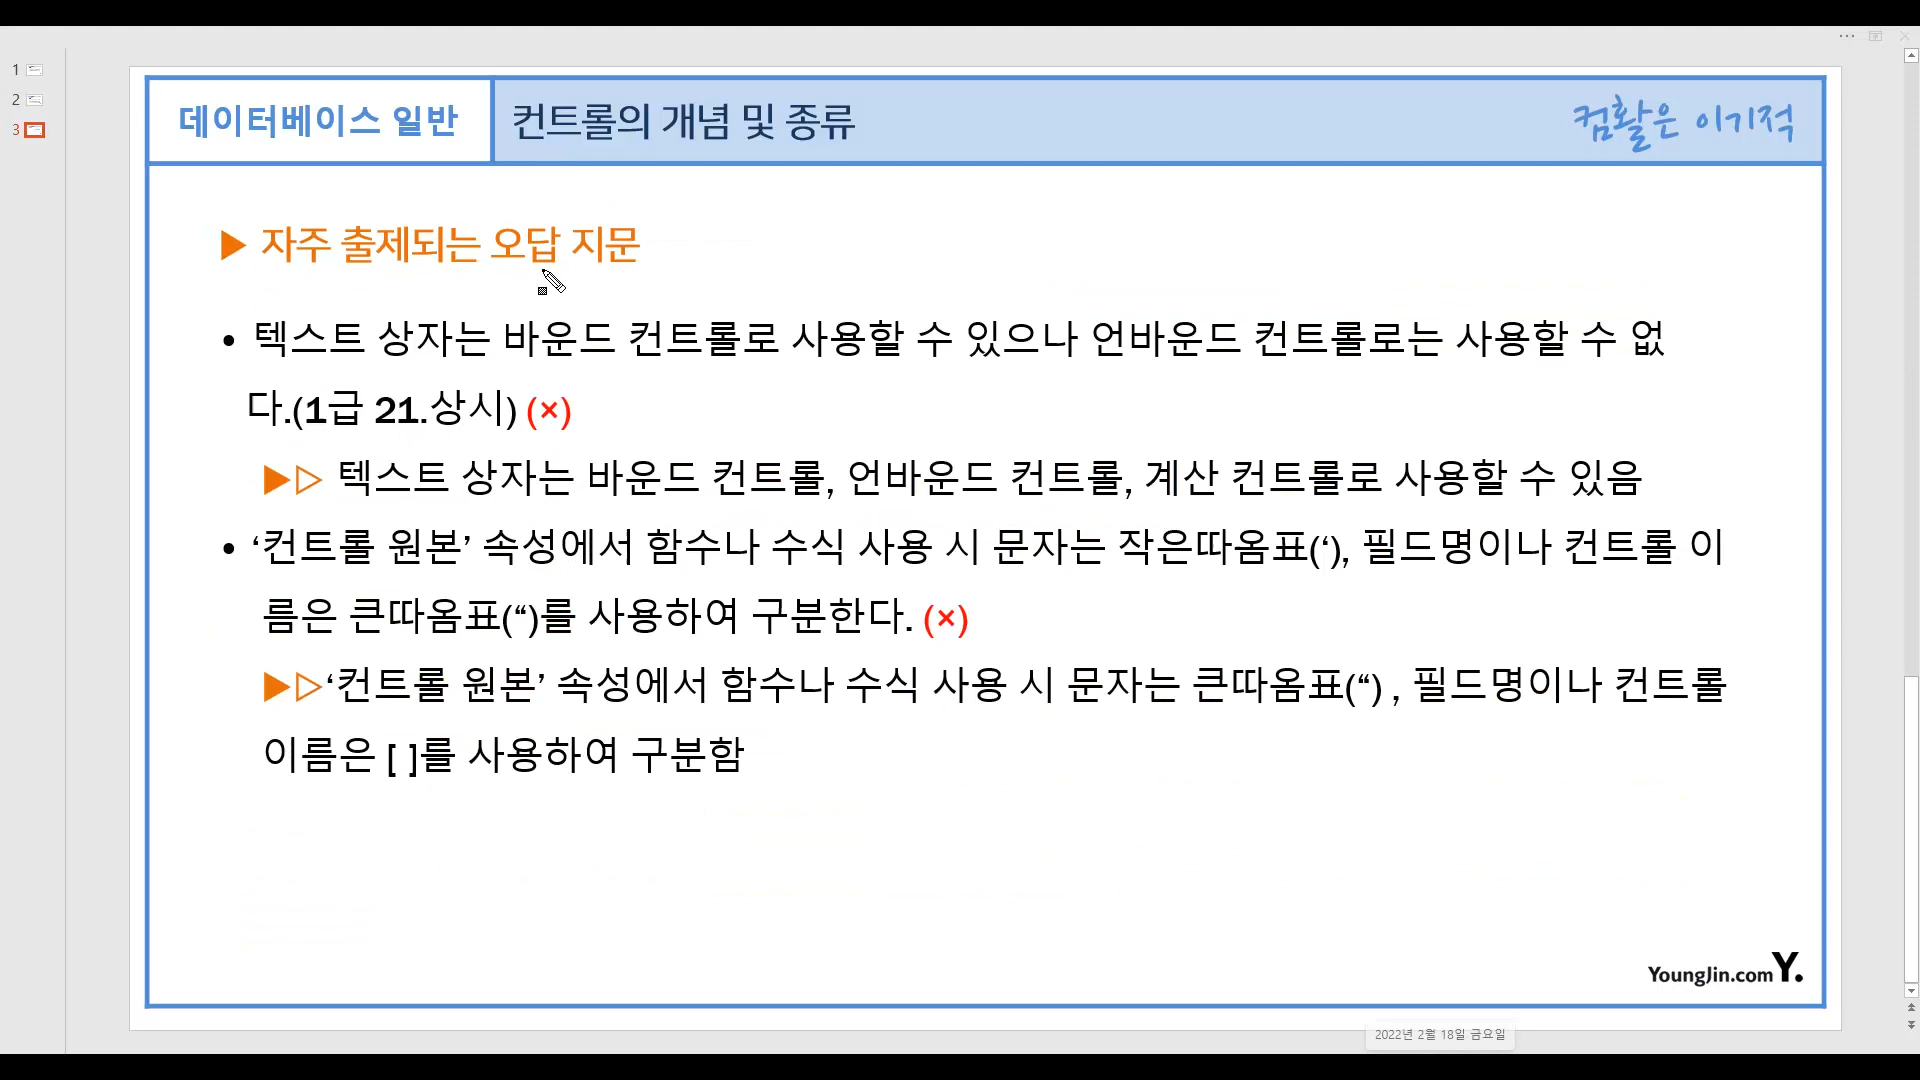 1
2
3
데이터베이스 일반
컨트롤의 개념 및 종류
컴활은 이기적
▶ 자주 출제되는 오답 지문
• 텍스트 상자는 바운드 컨트롤로 사용할 수 있으나 언바운드 컨트롤로는 사용할 수 없
다.(1급 21.상시) (×)
▶▷ 텍스트 상자는 바운드 컨트롤, 언바운드 컨트롤, 계산 컨트롤로 사용할 수 있음
• ‘컨트롤 원본’ 속성에서 함수나 수식 사용 시 문자는 작은따옴표(‘), 필드명이나 컨트롤 이
름은 큰따옴표(“)를 사용하여 구분한다. (×)
▶▷‘컨트롤 원본’ 속성에서 함수나 수식 사용 시 문자는 큰따옴표(“) , 필드명이나 컨트롤
이름은 [ ]를 사용하여 구분함
YoungJin.com Y.
2022년 2월 18일 금요일